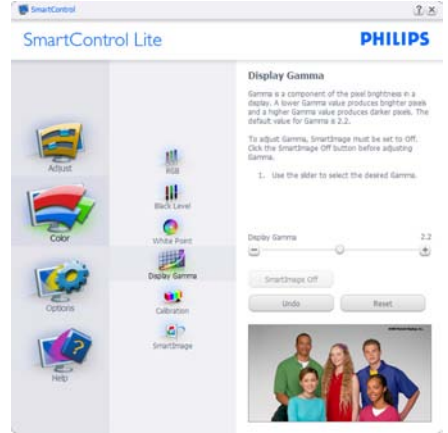 SmartControl
SmartControl Lite
PHILIPS
Adjust
Color
Options
Help
RGB
Black Level
White Point
Display Gamma
Calibration
SmartImage
Display Gamma
Gamma is a component of the pixel brightness in a
display. A lower Gamma value produces brighter pixels
and a higher Gamma value produces darker pixels. The
default value for Gamma is 2.2.
To adjust Gamma, SmartImage must be set to Off.
Click the SmartImage Off button before adjusting
Gamma.
1. Use the slider to select the desired Gamma.
Display Gamma 2.2
SmartImage Off
Undo Reset